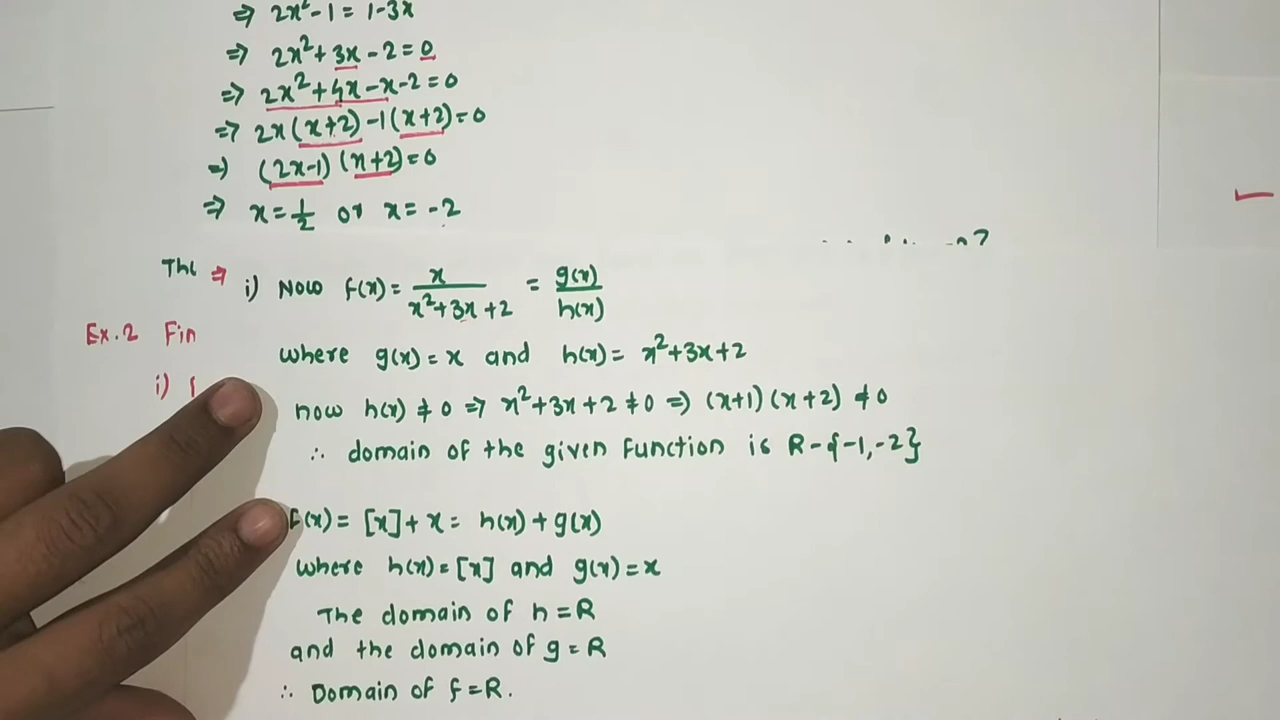 ⇒ 2x²-1 = 1-3x
⇒ 2x²+3x-2=0
⇒ 2x²+4x-x-2=0
⇒ 2x(x+2)-1(x+2)=0
⇒ (2x-1)(x+2)=0
⇒ x=1/2 or x=-2
The ⇒ i) Now f(x)= x/(x²+3x+2) = g(x)/h(x)
Ex.2 Fin
where g(x)=x and h(x)= x²+3x+2
i)
now h(x)≠0 ⇒ x²+3x+2≠0 ⇒ (x+1)(x+2)≠0
∴ domain of the given function is R-{-1,-2}
f(x)= [x]+x= h(x)+g(x)
where h(x)=[x] and g(x)=x
The domain of h=R
and the domain of g=R
∴ Domain of f=R.